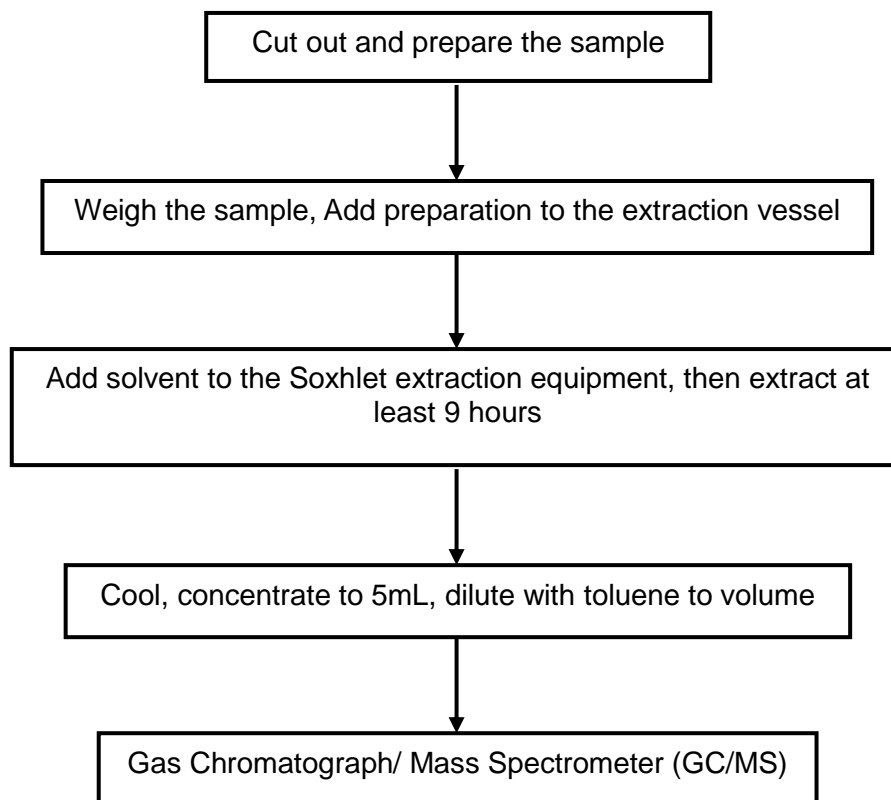 Cut out and prepare the sample
Weigh the sample, Add preparation to the extraction vessel
Add solvent to the Soxhlet extraction equipment, then extract at
least 9 hours
Cool, concentrate to 5mL, dilute with toluene to volume
Gas Chromatograph/ Mass Spectrometer (GC/MS)